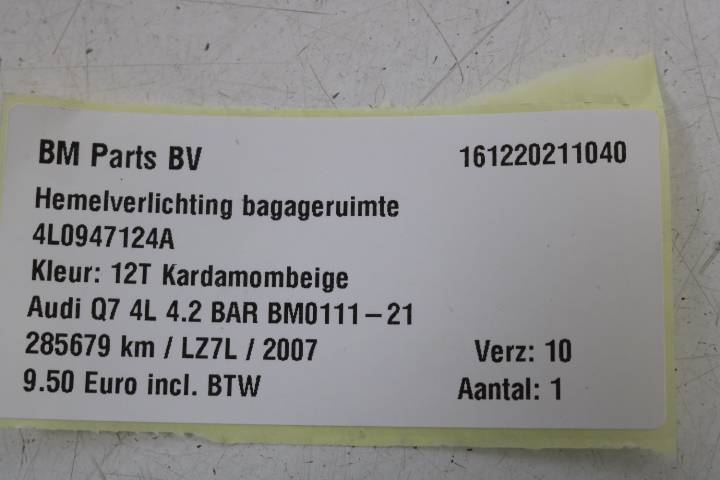 BM Parts BV 161220211040
Hemelverlichting bagageruimte
4L0947124A
Kleur: 12T Kardamombeige
Audi Q7 4L 4.2 BAR BM0111-21
285679 km / LZ7L / 2007 Verz: 10
9.50 Euro incl. BTW Aantal: 1